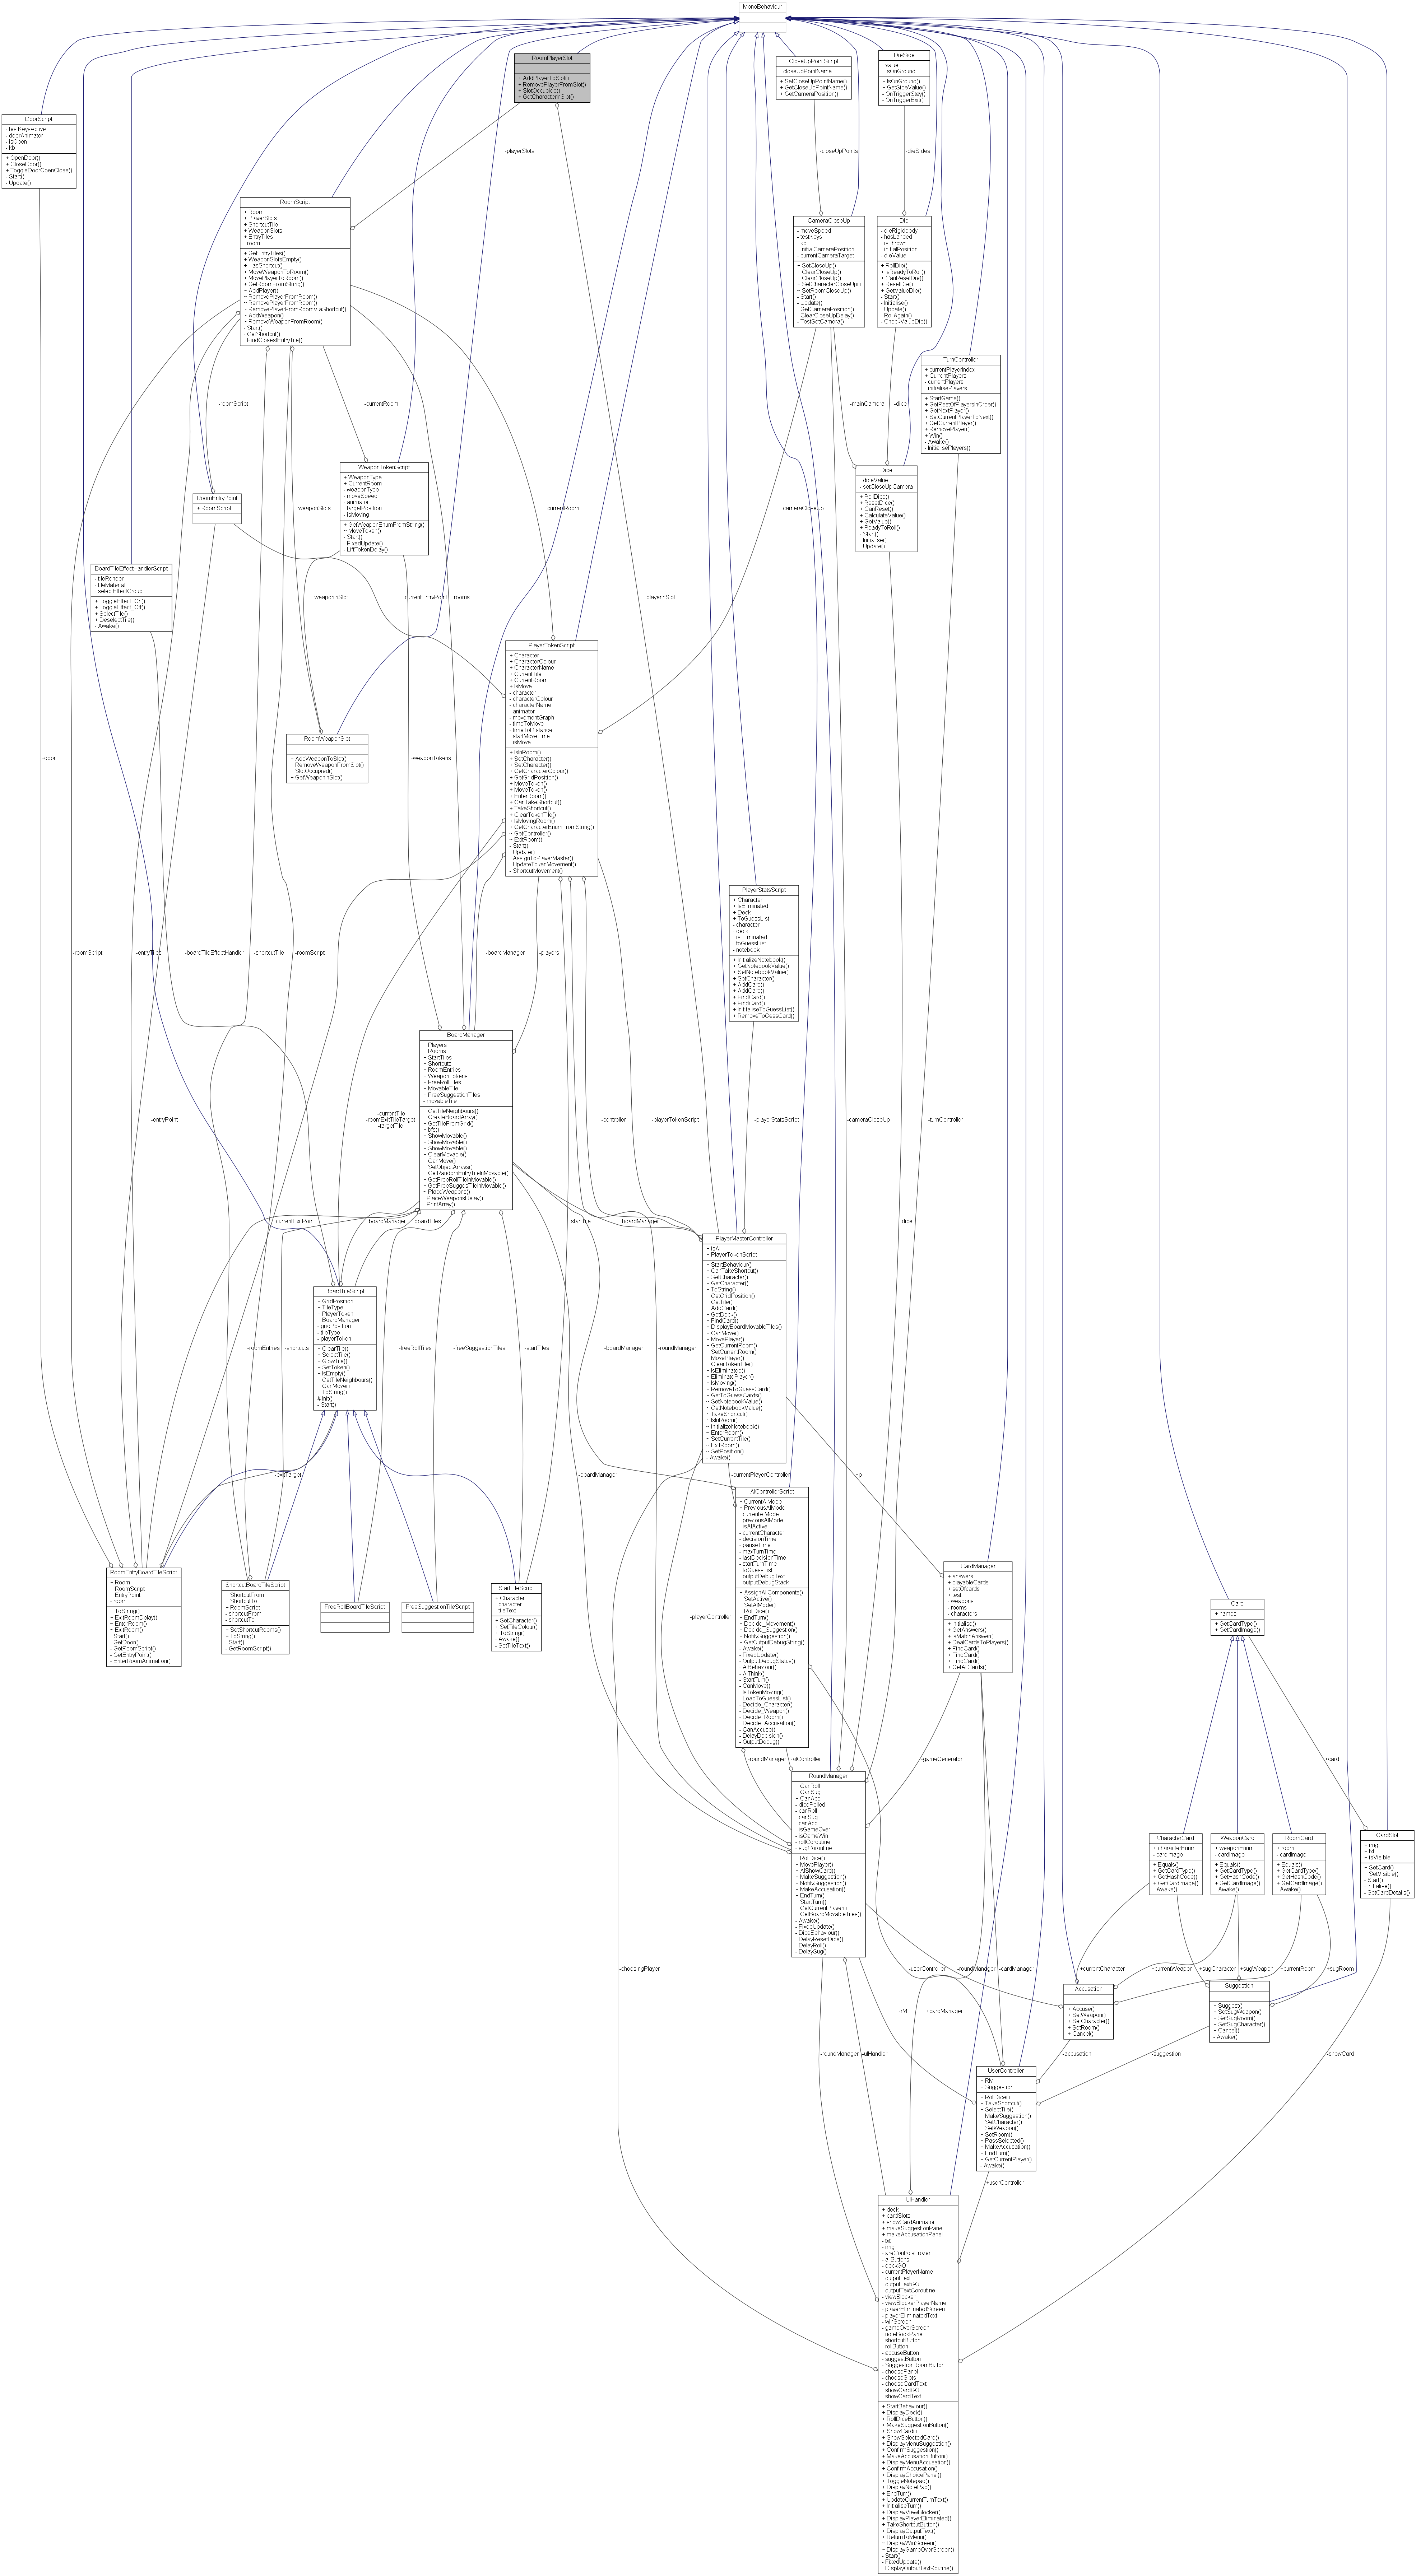 MonoBehaviour
RoomPlayerSlot
+ AddPlayerToSlot()
+ RemovePlayerFromSlot()
+ SlotOccupied()
+ GetCharacterInSlot()
CloseUpPointScript
- closeUpPointName
+ SetCloseUpPointName()
+ GetCloseUpPointName()
+ GetCameraPosition()
DieSide
- value
- isOnGround
+ IsOnGround()
+ GetSideValue()
- OnTriggerStay()
- OnTriggerExit()
DoorScript
- testKeysActive
- doorAnimator
- isOpen
- kb
+ OpenDoor()
+ CloseDoor()
+ ToggleDoorOpenClose()
- Start()
- Update()
-playerSlots
-closeUpPoints
-dieSides
RoomScript
+ Room
+ PlayerSlots
+ ShortcutTile
+ WeaponSlots
+ EntryTiles
- room
+ GetEntryTiles()
+ WeaponSlotsEmpty()
+ HasShortcut()
+ MoveWeaponToRoom()
+ MovePlayerToRoom()
+ GetRoomFromString()
~ AddPlayer()
~ RemovePlayerFromRoom()
~ RemovePlayerFromRoom()
~ RemovePlayerFromRoomViaShortcut()
~ AddWeapon()
~ RemoveWeaponFromRoom()
- Start()
- GetShortcut()
- FindClosestEntryTile()
CameraCloseUp
- moveSpeed
- testKeys
- kb
- initialCameraPosition
- currentCameraTarget
+ SetCloseUp()
+ ClearCloseUp()
+ ClearCloseUp()
+ SetCharacterCloseUp()
~ SetRoomCloseUp()
- Start()
- Update()
- GetCameraPosition()
- ClearCloseUpDelay()
- TestSetCamera()
Die
- dieRigidbody
- hasLanded
- isThrown
- initialPosition
- dieValue
+ RollDie()
+ IsReadyToRoll()
+ CanResetDie()
+ ResetDie()
+ GetValueDie()
- Start()
- Initialise()
- Update()
- RollAgain()
- CheckValueDie()
TurnController
+ currentPlayerIndex
+ CurrentPlayers
- currentPlayers
- initialisePlayers
+ StartGame()
+ GetRestOfPlayersInOrder()
+ GetNextPlayer()
+ SetCurrentPlayerToNext()
+ GetCurrentPlayer()
+ RemovePlayer()
+ Win()
- Awake()
- InitialisePlayers()
-roomScript
-currentRoom
-mainCamera
-dice
WeaponTokenScript
+ WeaponType
+ CurrentRoom
- weaponType
- moveSpeed
- animator
- targetPosition
- isMoving
+ GetWeaponEnumFromString()
~ MoveToken()
- Start()
- FixedUpdate()
- LiftTokenDelay()
Dice
- diceValue
- setCloseUpCamera
+ RollDice()
+ ResetDice()
+ CanReset()
+ CalculateValue()
+ GetValue()
+ ReadyToRoll()
- Start()
- Initialise()
- Update()
RoomEntryPoint
+ RoomScript
-weaponSlots
-currentRoom
-cameraCloseUp
BoardTileEffectHandlerScript
- tileRender
- tileMaterial
- selectEffectGroup
+ ToggleEffect_On()
+ ToggleEffect_Off()
+ SelectTile()
+ DeselectTile()
- Awake()
-weaponInSlot
-currentEntryPoint
-rooms
-playerInSlot
PlayerTokenScript
+ Character
+ CharacterColour
+ CharacterName
+ CurrentTile
+ CurrentRoom
+ IsMove
- character
- characterColour
- characterName
- animator
- movementGraph
- timeToMove
- timeToDistance
- startMoveTime
- isMove
+ IsInRoom()
+ SetCharacter()
+ SetCharacter()
+ GetCharacterColour()
+ GetGridPosition()
+ MoveToken()
+ MoveToken()
+ EnterRoom()
+ CanTakeShortcut()
+ TakeShortcut()
+ ClearTokenTile()
+ IsMovingRoom()
+ GetCharacterEnumFromString()
~ GetController()
~ ExitRoom()
- Start()
- Update()
- AssignToPlayerMaster()
- UpdateTokenMovement()
- ShortcutMovement()
RoomWeaponSlot
+ AddWeaponToSlot()
+ RemoveWeaponFromSlot()
+ SlotOccupied()
+ GetWeaponInSlot()
-door
-weaponTokens
PlayerStatsScript
+ Character
+ IsEliminated
+ Deck
+ ToGuessList
- character
- deck
- isEliminated
- toGuessList
- notebook
+ InitializeNotebook()
+ GetNotebookValue()
+ SetNotebookValue()
+ SetCharacter()
+ AddCard()
+ AddCard()
+ FindCard()
+ FindCard()
+ InititaliseToGuessList()
+ RemoveToGessCard()
-roomScript
-entryTiles
-boardTileEffectHandler
-shortcutTile
-roomScript
-boardManager
-players
BoardManager
+ Players
+ Rooms
+ StartTiles
+ Shortcuts
+ RoomEntries
+ WeaponTokens
+ FreeRollTiles
+ MovableTile
+ FreeSuggestionTiles
- movableTile
+ GetTileNeighbours()
+ CreateBoardArray()
+ GetTileFromGrid()
+ bfs()
+ ShowMovable()
+ ShowMovable()
+ ShowMovable()
+ ClearMovable()
+ CanMove()
+ SetObjectArrays()
+ GetRandomEntryTileInMovable()
+ GetFreeRollTileInMovable()
+ GetFreeSuggesTileInMovable()
~ PlaceWeapons()
- PlaceWeaponsDelay()
- PrintArray()
-entryPoint
-currentTile
-roomExitTileTarget
-targetTile
-controller
-playerTokenScript
-playerStatsScript
-cameraCloseUp
-turnController
-currentExitPoint
-boardManager
-boardTiles
-startTile
-boardManager
-dice
PlayerMasterController
+ isAI
+ PlayerTokenScript
+ StartBehaviour()
+ CanTakeShortcut()
+ SetCharacter()
+ GetCharacter()
+ ToString()
+ GetGridPosition()
+ GetTile()
+ AddCard()
+ GetDeck()
+ FindCard()
+ DisplayBoardMovableTiles()
+ CanMove()
+ MovePlayer()
+ GetCurrentRoom()
+ SetCurrentRoom()
+ MovePlayer()
+ ClearTokenTile()
+ IsEliminated()
+ EliminatePlayer()
+ IsMoving()
+ RemoveToGuessCard()
+ GetToGuessCards()
~ SetNotebookValue()
~ GetNotebookValue()
~ TakeShortcut()
~ IsInRoom()
~ initializeNotebook()
~ EnterRoom()
~ SetCurrentTile()
~ ExitRoom()
~ SetPosition()
- Awake()
BoardTileScript
+ GridPosition
+ TileType
+ PlayerToken
+ BoardManager
- gridPosition
- tileType
- playerToken
+ ClearTile()
+ SelectTile()
+ GlowTile()
+ SetToken()
+ IsEmpty()
+ GetTileNeighbours()
+ CanMove()
+ ToString()
# Init()
- Start()
-roomEntries
-shortcuts
-freeRollTiles
-freeSuggestionTiles
-startTiles
-boardManager
-roundManager
-exitTarget
-boardManager
-currentPlayerController
+p
AIControllerScript
+ CurrentAIMode
+ PreviousAIMode
- currentAIMode
- previousAIMode
- isAIActive
- currentCharacter
- decisionTime
- pauseTime
- maxTurnTime
- lastDecisionTime
- startTurnTime
- toGuessList
- outputDebugText
- outputDebugStack
+ AssignAllComponents()
+ SetActive()
+ SetAIMode()
+ RollDice()
+ EndTurn()
+ Decide_Movement()
+ Decide_Suggestion()
+ NotifySuggestion()
+ GetOutputDebugString()
- Awake()
- FixedUpdate()
- OutputDebugStatus()
- AIBehaviour()
- AIThink()
- StartTurn()
- CanMove()
- IsTokenMoving()
- LoadToGuessList()
- Decide_Character()
- Decide_Weapon()
- Decide_Room()
- Decide_Accusation()
- CanAccuse()
- DelayDecision()
- OutputDebug()
RoomEntryBoardTileScript
+ Room
+ RoomScript
+ EntryPoint
- room
+ ToString()
+ ExitRoomDelay()
~ EnterRoom()
~ ExitRoom()
- Start()
- GetDoor()
- GetRoomScript()
- GetEntryPoint()
- EnterRoomAnimation()
ShortcutBoardTileScript
+ ShortcutFrom
+ ShortcutTo
+ RoomScript
- shortcutFrom
- shortcutTo
+ SetShortcutRooms()
+ ToString()
- Start()
- GetRoomScript()
FreeRollBoardTileScript
FreeSuggestionTileScript
StartTileScript
+ Character
- character
- tileText
+ SetCharacter()
+ SetTileColour()
+ ToString()
- Awake()
- SetTileText()
-playerController
CardManager
+ answers
+ playableCards
+ setOfcards
+ test
- weapons
- rooms
- characters
+ Initialise()
+ GetAnswers()
+ IsMatchAnswer()
+ DealCardsToPlayers()
+ FindCard()
+ FindCard()
+ FindCard()
+ GetAllCards()
Card
+ names
+ GetCardType()
+ GetCardImage()
-roundManager
-aiController
-gameGenerator
+card
RoundManager
+ CanRoll
+ CanSug
+ CanAcc
- diceRolled
- canRoll
- canSug
- canAcc
- isGameOver
- isGameWin
- rollCoroutine
- sugCoroutine
+ RollDice()
+ MovePlayer()
+ AIShowCard()
+ MakeSuggestion()
+ NotifySuggestion()
+ MakeAccusation()
+ EndTurn()
+ StartTurn()
+ GetCurrentPlayer()
+ GetBoardMovableTiles()
- Awake()
- FixedUpdate()
- DiceBehaviour()
- DelayResetDice()
- DelayRoll()
- DelaySug()
CharacterCard
+ characterEnum
- cardImage
+ Equals()
+ GetCardType()
+ GetHashCode()
+ GetCardImage()
- Awake()
WeaponCard
+ weaponEnum
- cardImage
+ Equals()
+ GetCardType()
+ GetHashCode()
+ GetCardImage()
- Awake()
RoomCard
+ room
- cardImage
+ Equals()
+ GetCardType()
+ GetHashCode()
+ GetCardImage()
- Awake()
CardSlot
+ img
+ txt
+ isVisible
+ SetCard()
+ SetVisible()
- Start()
- Initialise()
- SetCardDetails()
-choosingPlayer
-userController
-roundManager
-cardManager
+currentCharacter
+currentWeapon
+sugCharacter
+sugWeapon
+currentRoom
+sugRoom
Accusation
+ Accuse()
+ SetWeapon()
+ SetCharacter()
+ SetRoom()
+ Cancel()
Suggestion
+ Suggest()
+ SetSugWeapon()
+ SetSugRoom()
+ SetSugCharacter()
+ Cancel()
- Awake()
-rM
+cardManager
-roundManager
-uiHandler
-accusation
-suggestion
-showCard
UserController
+ RM
+ Suggestion
+ RollDice()
+ TakeShortcut()
+ SelectTile()
+ MakeSuggestion()
+ SetCharacter()
+ SetWeapon()
+ SetRoom()
+ PassSelected()
+ MakeAccusation()
+ EndTurn()
+ GetCurrentPlayer()
- Awake()
+userController
UIHandler
+ deck
+ cardSlots
+ showCardAnimator
+ makeSuggestionPanel
+ makeAccusationPanel
- txt
- img
- areControlsFrozen
- allButtons
- deckGO
- currentPlayerName
- outputText
- outputTextGO
- outputTextCoroutine
- viewBlocker
- viewBlockerPlayerName
- playerEliminatedScreen
- playerEliminatedText
- winScreen
- gameOverScreen
- noteBookPanel
- shortcutButton
- rollButton
- accuseButton
- suggestButton
- SuggestionRoomButton
- choosePanel
- chooseSlots
- chooseCardText
- showCardGO
- showCardText
+ StartBehaviour()
+ DisplayDeck()
+ RollDiceButton()
+ MakeSuggestionButton()
+ ShowCard()
+ ShowSelectedCard()
+ DisplayMenuSuggestion()
+ ConfirmSuggestion()
+ MakeAccusationButton()
+ DisplayMenuAccusation()
+ ConfirmAccusation()
+ DisplayChoicePanel()
+ ToggleNotepad()
+ DisplayNotePad()
+ EndTurn()
+ UpdateCurrentTurnText()
+ InitialiseTurn()
+ DisplayViewBlocker()
+ DisplayPlayerEliminated()
+ TakeShortcutButton()
+ DisplayOutputText()
+ ReturnToMenu()
~ DisplayWinScreen()
~ DisplayGameOverScreen()
- Start()
- FixedUpdate()
- DisplayOutputTextRoutine()